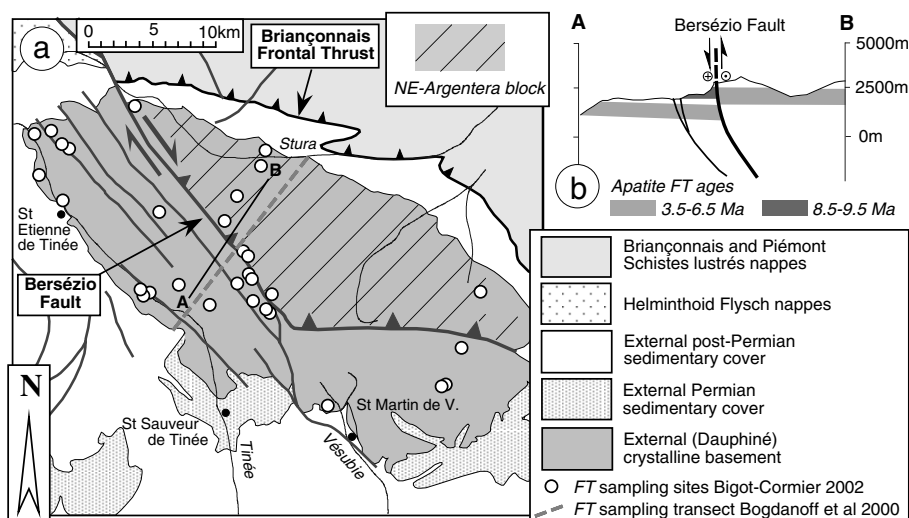 a
0 5 10km
Briançonnais
Frontal Thrust
NE-Argentera block
Stura
B
St
Etienne
de Tinée
Bersézio
Fault
A
N
St Sauveur
de Tinée
Tinée
Vésubie
St Martin de V.
A
B
Bersézio Fault
5000m
2500m
0m
b
Apatite FT ages
3.5-6.5 Ma
8.5-9.5 Ma
Briançonnais and Piémont
Schistes lustrés nappes
Helminthoid Flysch nappes
External post-Permian
sedimentary cover
External Permian
sedimentary cover
External (Dauphiné)
crystalline basement
FT sampling sites Bigot-Cormier 2002
FT sampling transect Bogdanoff et al 2000